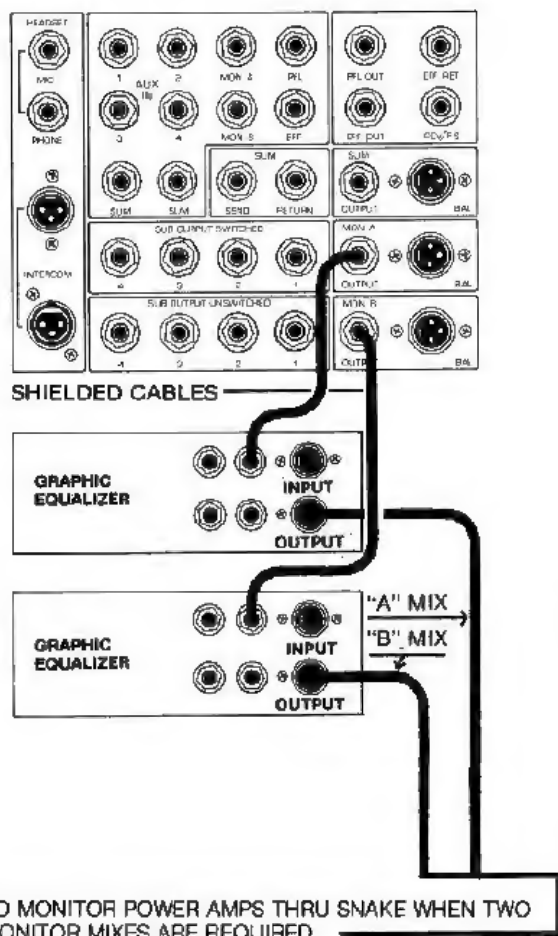 HEADSET
MIC
PHONE
INTERCOM
1 2 MON A PFL
AUX IN
3 4 MON B EFF
SUM SUM
SUM
SEND RETURN
PFL OUT EFF RET
EFF OUT
SUM
OUTPUT BAL
SUB OUTPUT SWITCHED
4 3 2 1
MON A
OUTPUT BAL
SUB OUTPUT UNSWITCHED
4 3 2 1
MON B
OUTPUT BAL
SHIELDED CABLES
GRAPHIC
EQUALIZER
INPUT
OUTPUT
GRAPHIC
EQUALIZER
INPUT
OUTPUT
"A" MIX
"B" MIX
MONITOR POWER AMPS THRU SNAKE WHEN TWO
MONITOR MIXES ARE REQUIRED